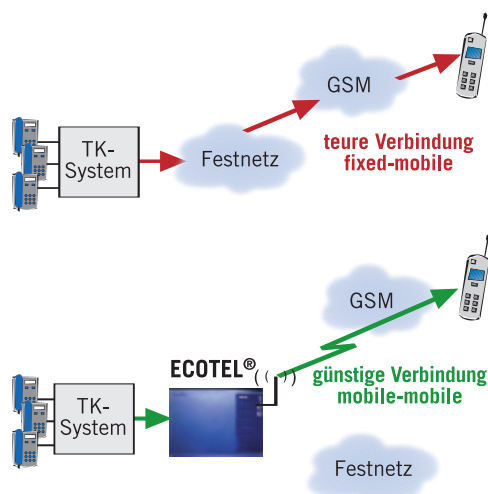 GSM
teure Verbindung
fixed-mobile
TK-
System
Festnetz
GSM
ECOTEL®
günstige Verbindung
mobile-mobile
TK-
System
Festnetz